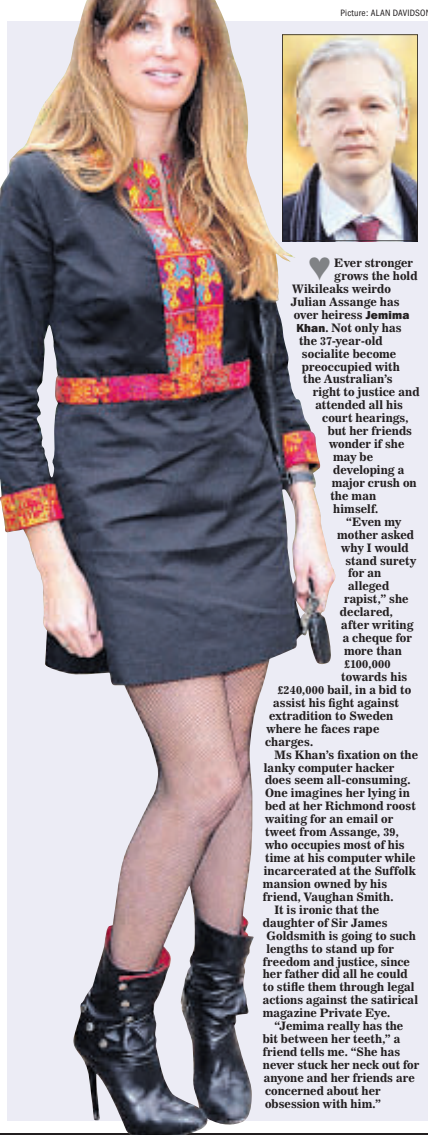 Picture: ALAN DAVIDSON
Ever stronger
grows the hold
Wikileaks weirdo
Julian Assange has
over heiress Jemima
Khan. Not only has
the 37-year-old
socialite become
preoccupied with
the Australian's
right to justice and
attended all his
court hearings,
but her friends
wonder if she
may be
developing a
major crush on
the man
himself.
"Even my
mother asked
why I would
stand surety
for an
alleged
rapist," she
declared,
after writing
a cheque for
more than
£100,000
towards his
£240,000 bail, in a bid to
assist his fight against
extradition to Sweden
where he faces rape
charges.
Ms Khan's fixation on the
lanky computer hacker
does seem all-consuming.
One imagines her lying in
bed at her Richmond roost
waiting for an email or
tweet from Assange, 39,
who occupies most of his
time at his computer while
incarcerated at the Suffolk
mansion owned by his
friend, Vaughan Smith.
It is ironic that the
daughter of Sir James
Goldsmith is going to such
lengths to stand up for
freedom and justice, since
her father did all he could
to stifle them through legal
actions against the satirical
magazine Private Eye.
"Jemima really has the
bit between her teeth," a
friend tells me. "She has
never stuck her neck out for
anyone and her friends are
concerned about her
obsession with him."